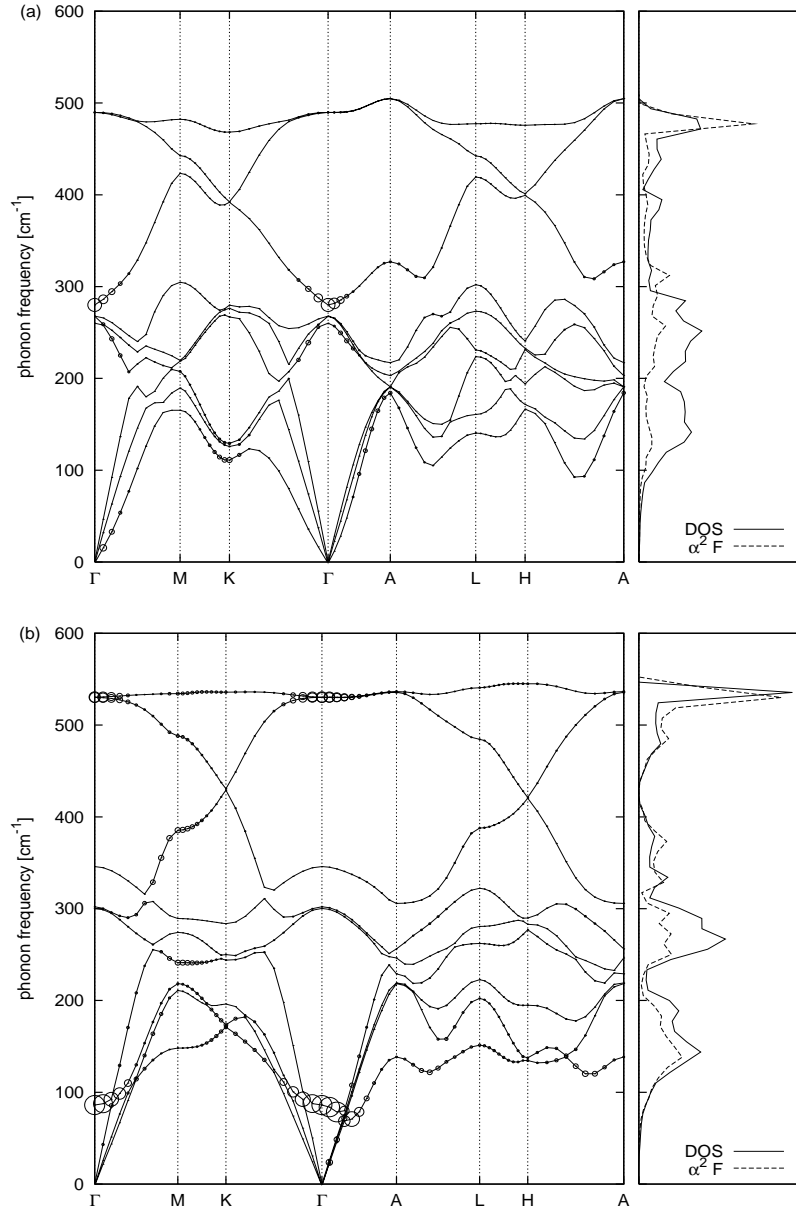 (a)
600
500
400
300
200
100
0
phonon frequency [cm⁻¹]
Γ M K Γ A L H A
DOS
α² F
(b)
600
500
400
300
200
100
0
phonon frequency [cm⁻¹]
Γ M K Γ A L H A
DOS
α² F